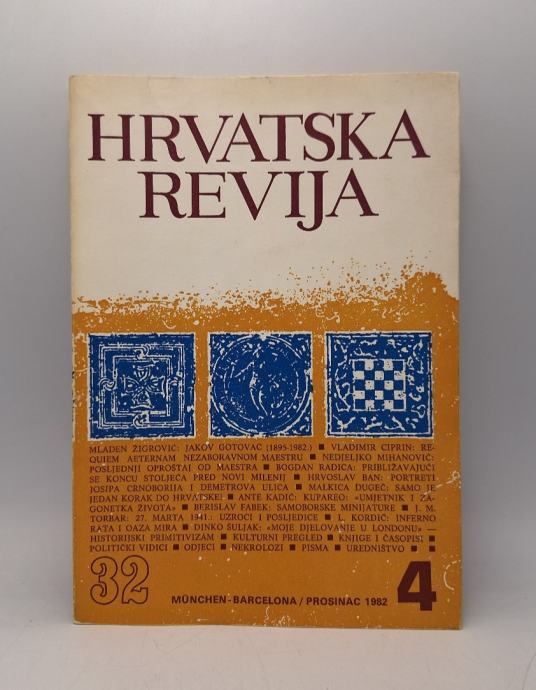 HRVATSKA
REVIJA
MLADEN ŽIGROVIĆ: JAKOV GOTOVAC (1895-1982.) ■ VLADIMIR CIPRIN: RE-
QUIEM AETERNAM NEZABORAVNOM MAESTRU ■ NEDJELJKO MIHANOVIĆ:
POSLJEDNJI OPROŠTAJ OD MAESTRA ■ BOGDAN RADICA: PRIBLIŽAVAJUĆI
SE KONCU STOLJEĆA PRED NOVI MILENIJ ■ HRVOSLAV BAN: PORTRETI
JOSIPA CRNOBORIJA I DEMETROVA ULICA ■ MALKICA DUGEČ: SAMO JE
JEDAN KORAK DO HRVATSKE! ■ ANTE KADIĆ: KUPAREO: «UMJETNIK I ZA-
GONETKA ŽIVOTA» ■ BERISLAV FABEK: SAMOBORSKE MINIJATURE ■ J. M.
TORBAR: 27. MARTA 1941. UZROCI I POSLJEDICE ■ L. KORDIĆ: INFERNO
RATA I OAZA MIRA ■ DINKO ŠULJAK: «MOJE DJELOVANJE U LONDONU» —
HISTORIJSKI PRIMITIVIZAM ■ KULTURNI PREGLED ■ KNJIGE I ČASOPISI ■
POLITIČKI VIDICI ■ ODJECI ■ NEKROLOZI ■ PISMA ■ UREDNIŠTVO ■ ■
32 MÜNCHEN-BARCELONA / PROSINAC 1982 4